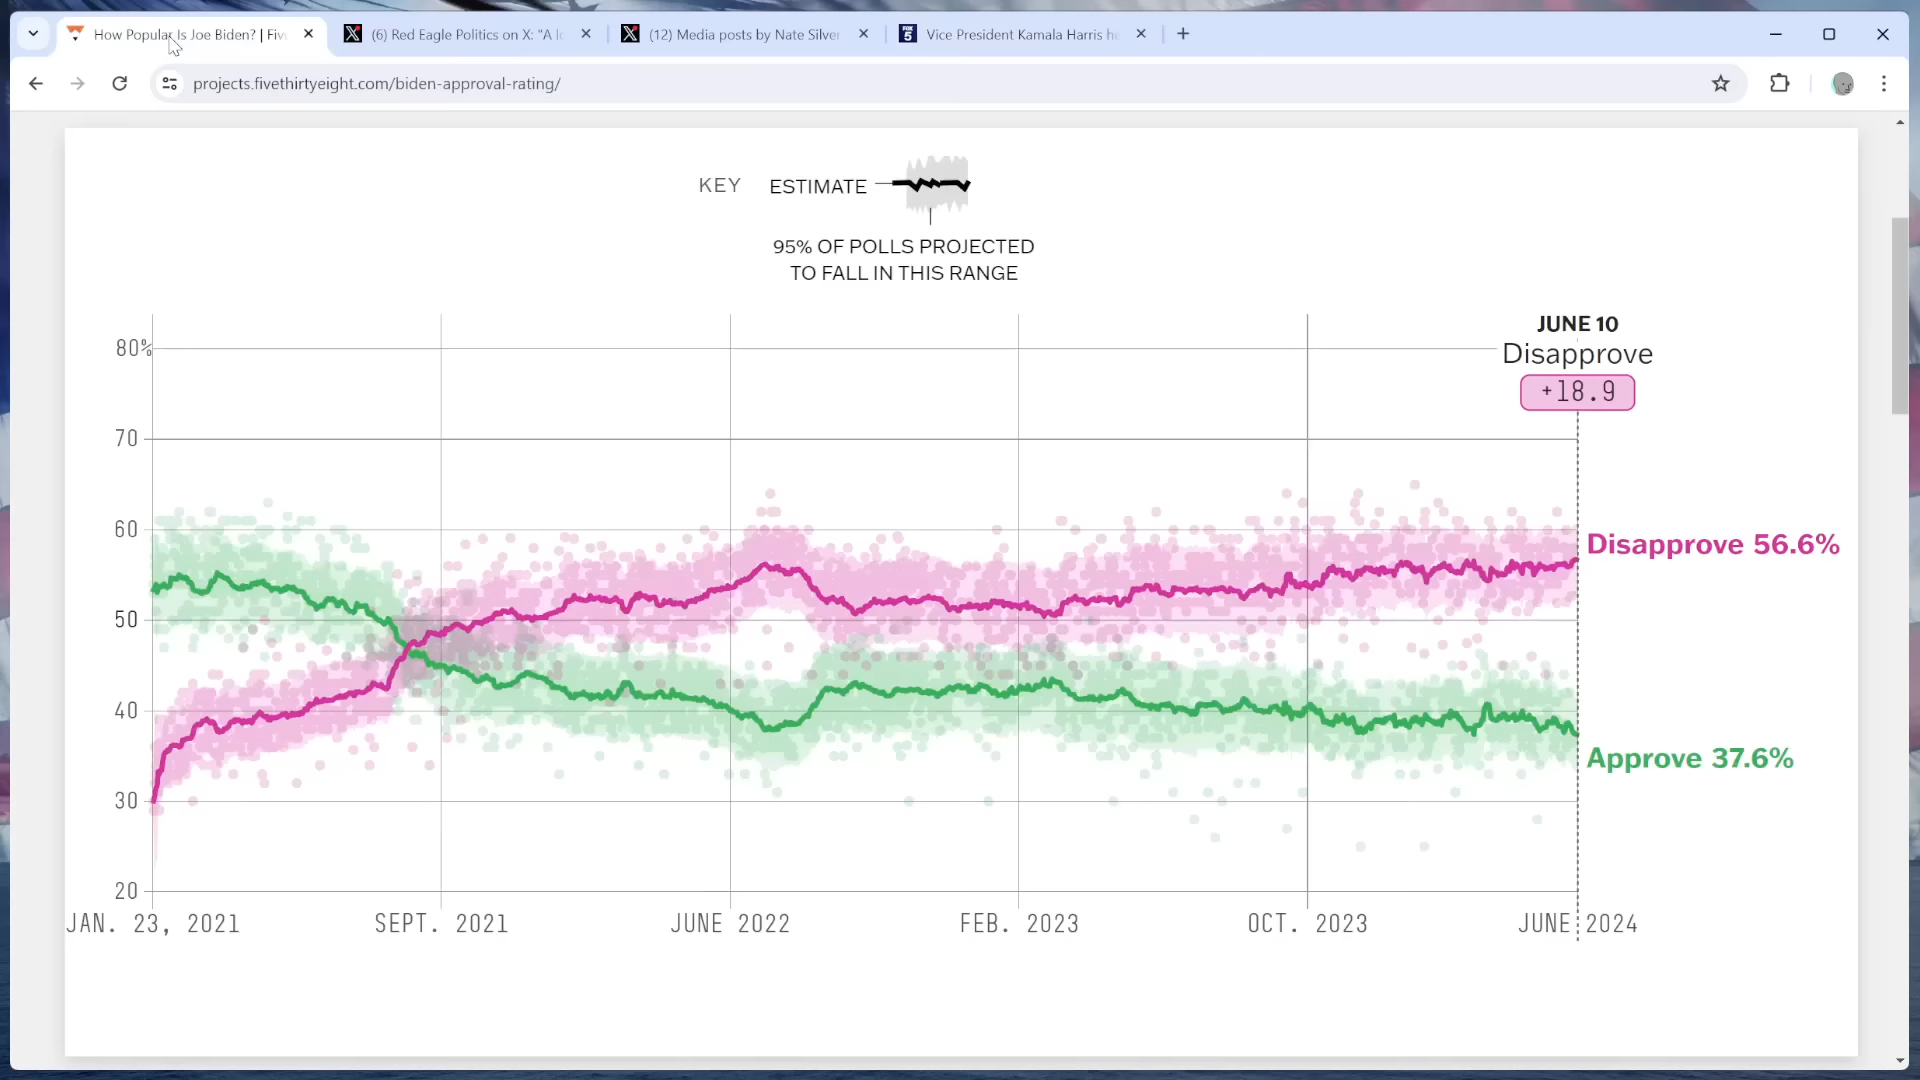 How Popular Is Joe Biden? | Fiv
(6) Red Eagle Politics on X: "A lo
(12) Media posts by Nate Silver
Vice President Kamala Harris he
projects.fivethirtyeight.com/biden-approval-rating/
KEY ESTIMATE
95% OF POLLS PROJECTED
TO FALL IN THIS RANGE
JUNE 10
Disapprove
+18.9
80%
70
60
50
40
30
20
Disapprove 56.6%
Approve 37.6%
JAN. 23, 2021 SEPT. 2021 JUNE 2022 FEB. 2023 OCT. 2023 JUNE 2024